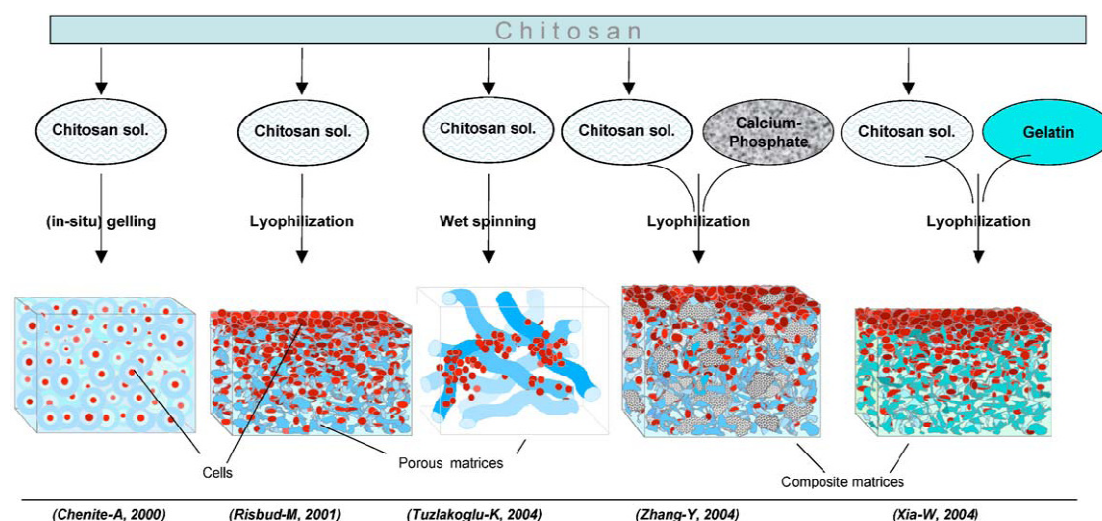 Chitosan
Chitosan sol.
Chitosan sol.
Chitosan sol.
Chitosan sol.
Calcium-
Phosphate
Chitosan sol.
Gelatin
(in-situ) gelling
Lyophilization
Wet spinning
Lyophilization
Lyophilization
Cells
Porous matrices
Composite matrices
(Chenite-A, 2000)
(Risbud-M, 2001)
(Tuzlakoglu-K, 2004)
(Zhang-Y, 2004)
(Xia-W, 2004)